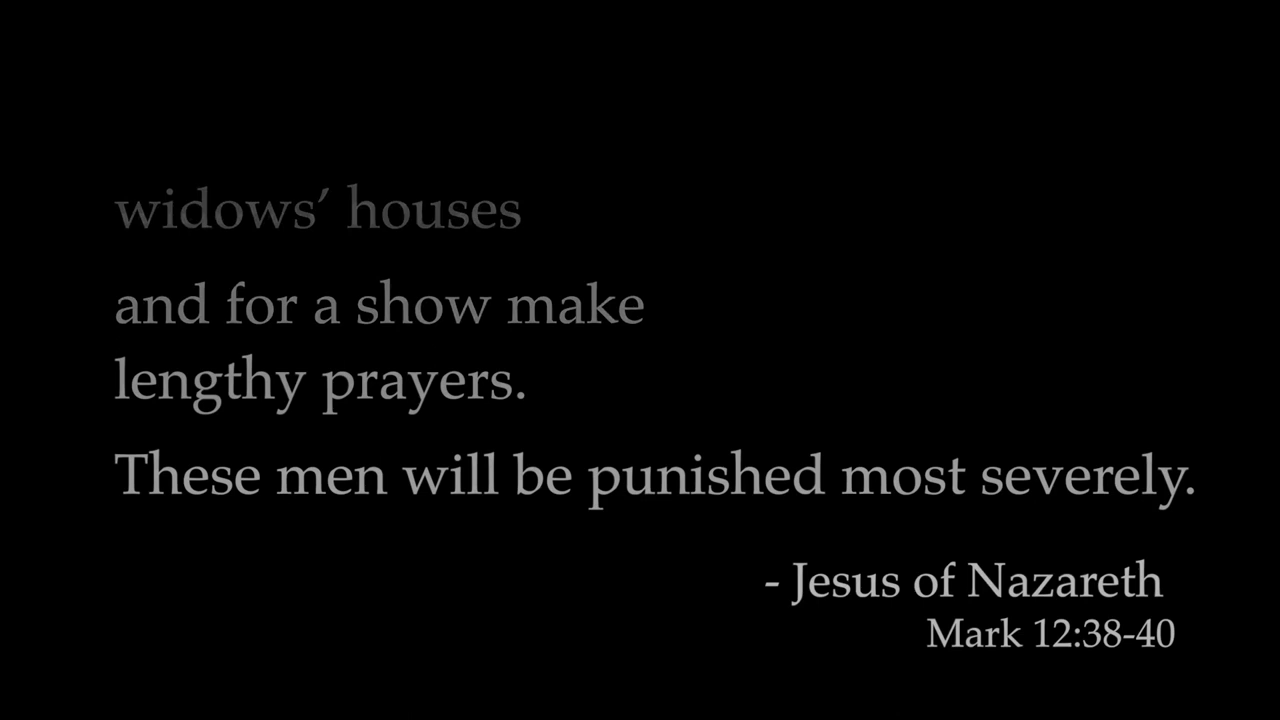 widows’ houses
and for a show make
lengthy prayers.
These men will be punished most severely.
- Jesus of Nazareth
Mark 12:38-40